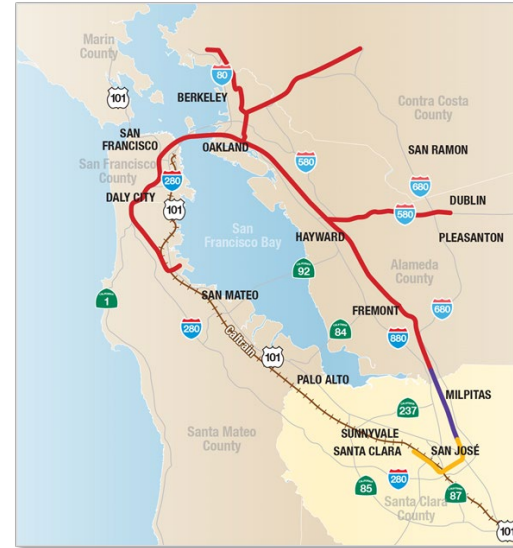 Marin
County
80
101
BERKELEY
Contra Costa
County
SAN
FRANCISCO
OAKLAND
580
SAN RAMON
San Francisco
County
280
680
DALY CITY
101
DUBLIN
580
San
Francisco Bay
HAYWARD
PLEASANTON
92
Alameda
County
1
SAN MATEO
280
Caltrain
84
FREMONT
680
880
101
PALO ALTO
MILPITAS
237
Santa Mateo
County
SUNNYVALE
SANTA CLARA
SAN JOSÉ
85
280
87
Santa Clara
County
101